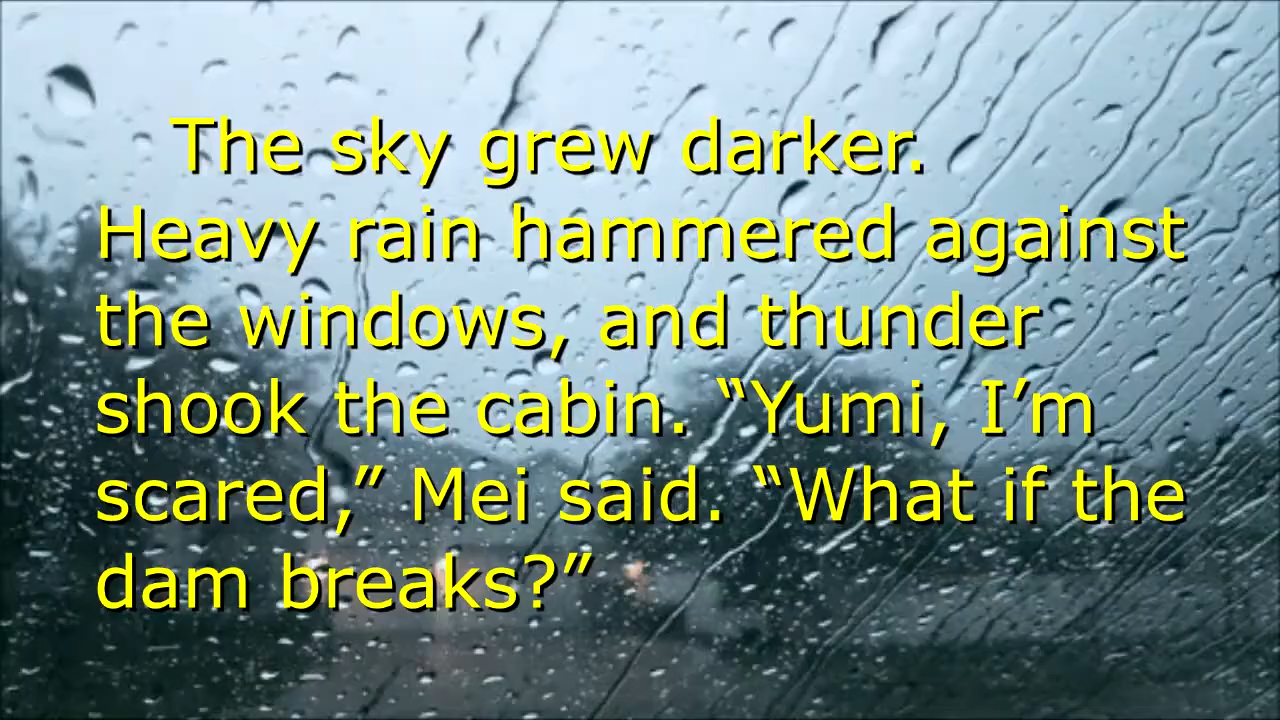 The sky grew darker.
Heavy rain hammered against
the windows, and thunder
shook the cabin. “Yumi, I’m
scared,” Mei said. “What if the
dam breaks?”